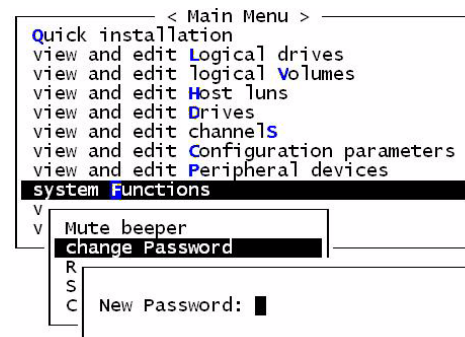 < Main Menu >
Quick installation
view and edit Logical drives
view and edit logical Volumes
view and edit Host luns
view and edit Drives
view and edit channelS
view and edit Configuration parameters
view and edit Peripheral devices
system Functions
v
v
Mute beeper
change Password
R
S
C
New Password: